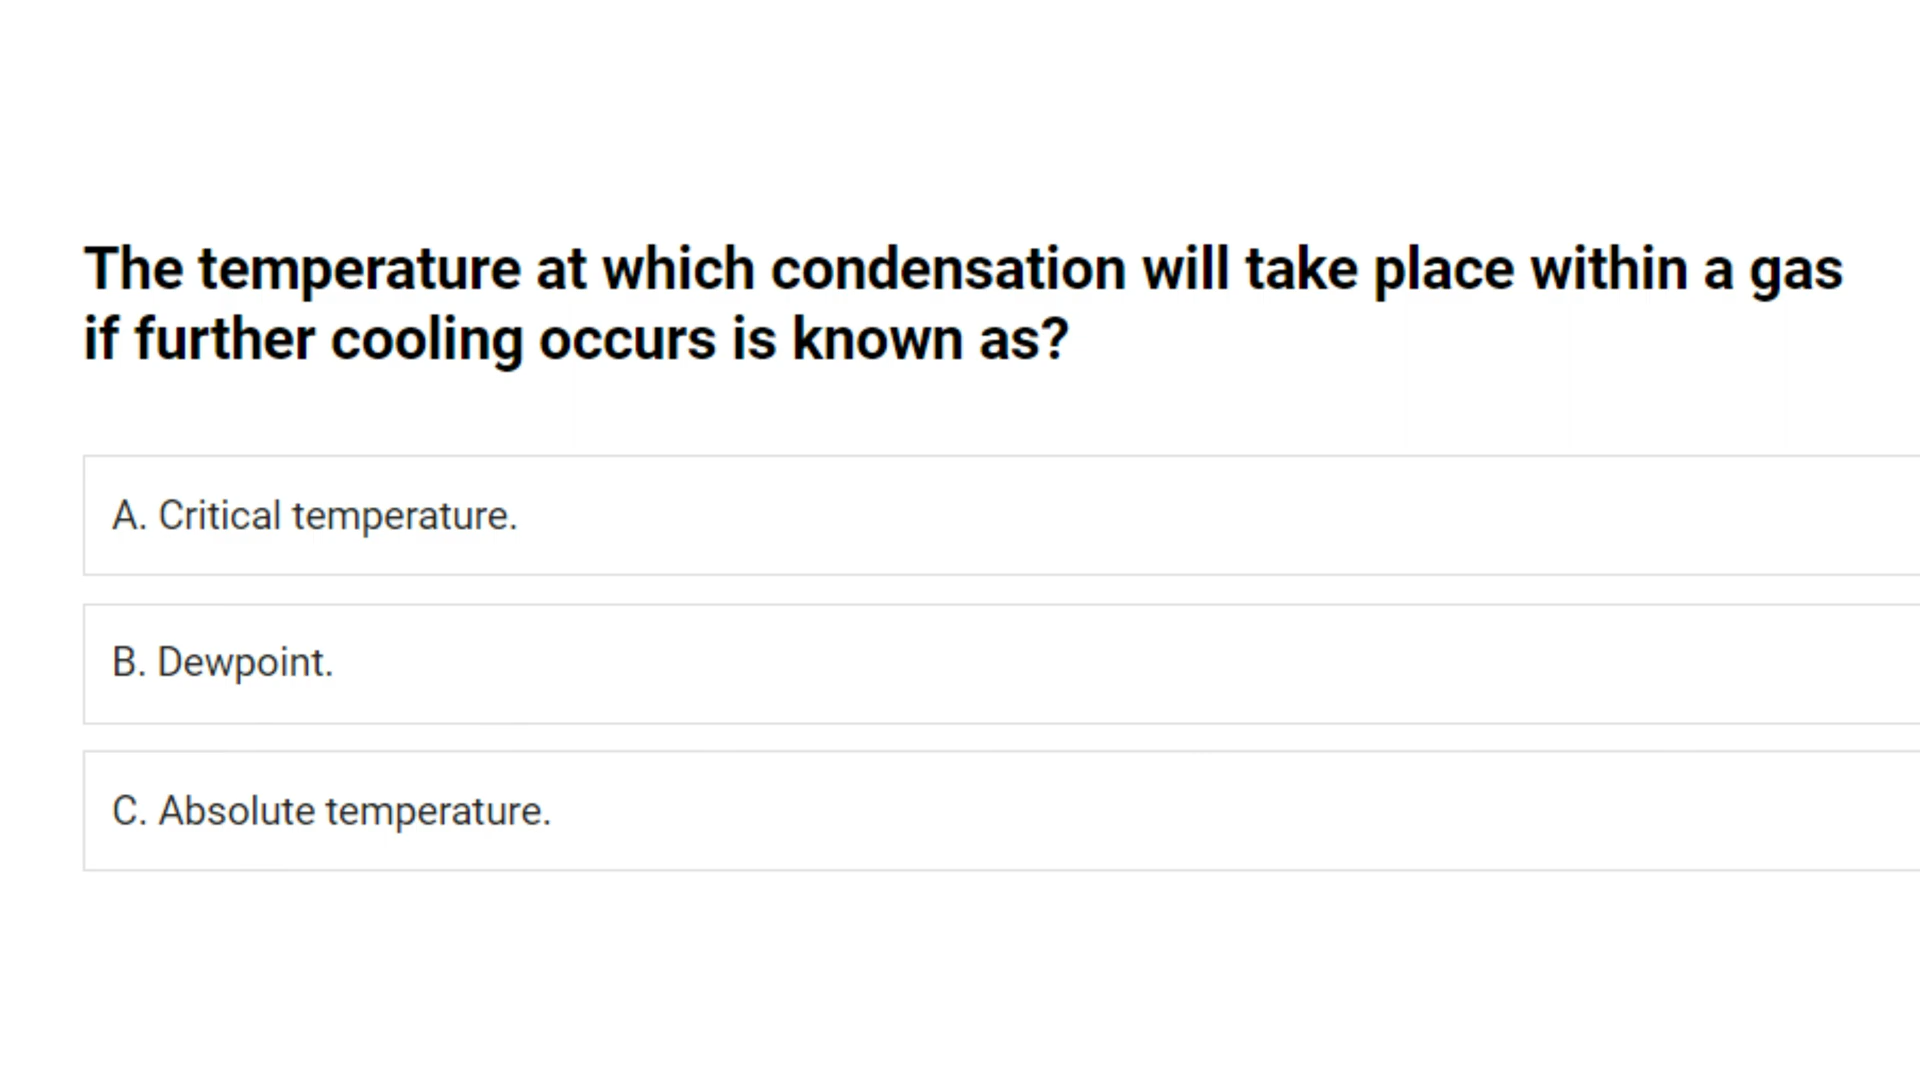 The temperature at which condensation will take place within a gas
if further cooling occurs is known as?
A. Critical temperature.
B. Dewpoint.
C. Absolute temperature.